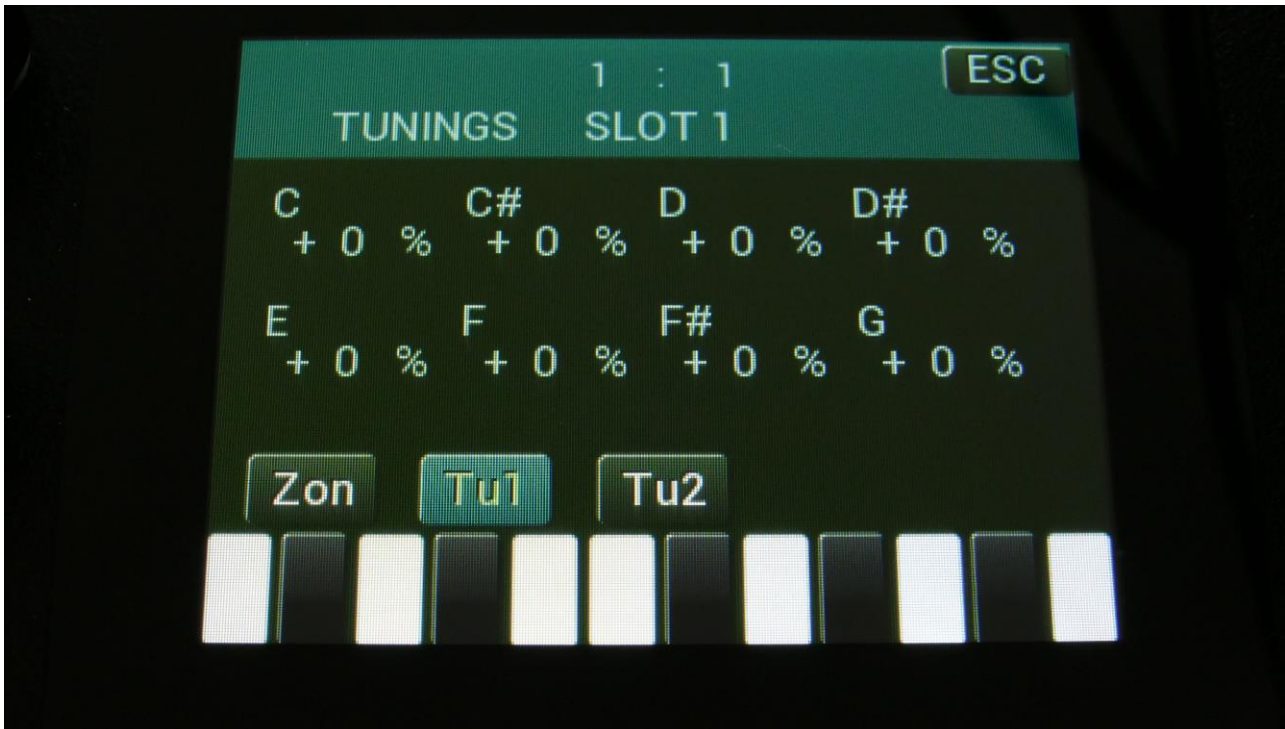 1 : 1
ESC
TUNINGS SLOT 1
C C# D D#
+ 0 % + 0 % + 0 % + 0 %
E F F# G
+ 0 % + 0 % + 0 % + 0 %
Zon Tu1 Tu2